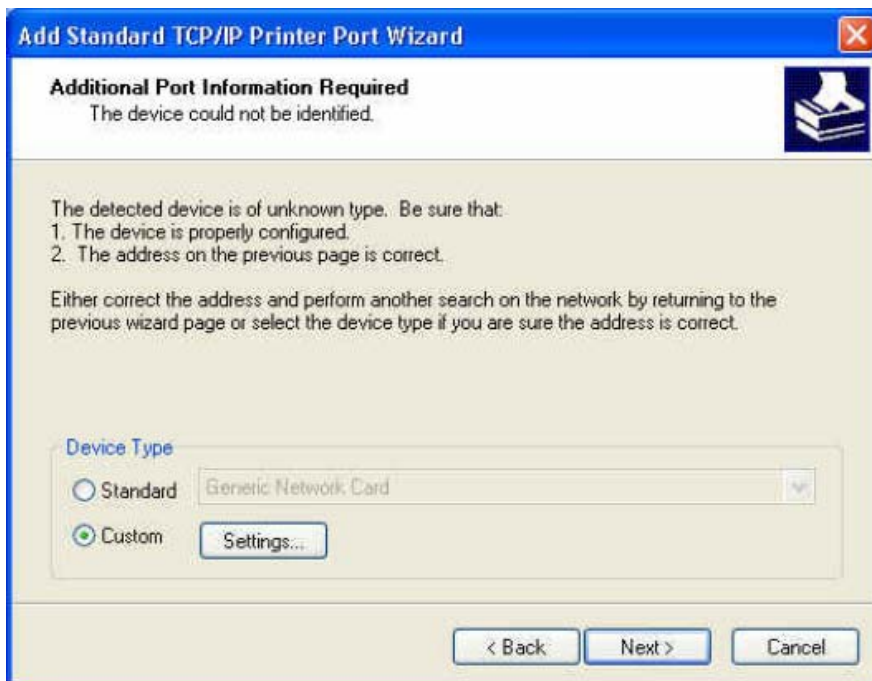 Add Standard TCP/IP Printer Port Wizard
Additional Port Information Required
The device could not be identified.
The detected device is of unknown type. Be sure that:
1. The device is properly configured.
2. The address on the previous page is correct.
Either correct the address and perform another search on the network by returning to the
previous wizard page or select the device type if you are sure the address is correct.
Device Type
Standard Generic Network Card
Custom Settings...
< Back Next > Cancel